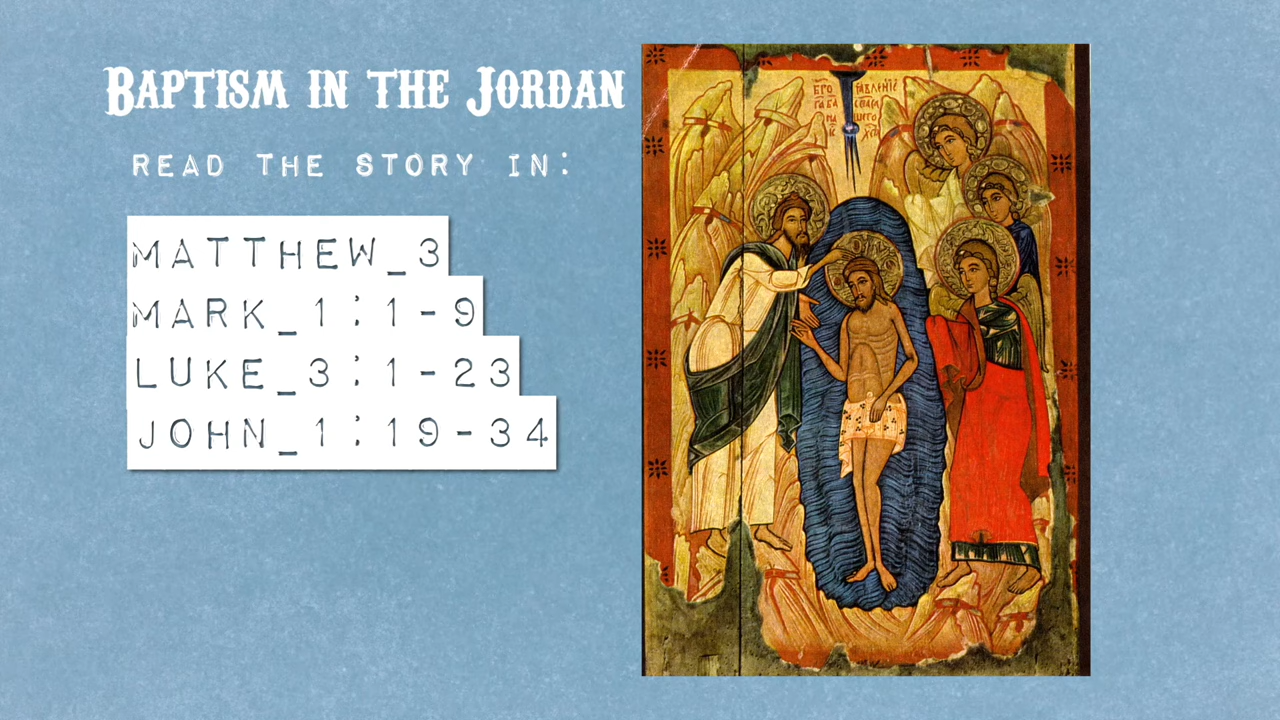 Baptism in the Jordan
READ THE STORY IN:
MATTHEW_3
MARK_1:1-9
LUKE_3:1-23
JOHN_1:19-34